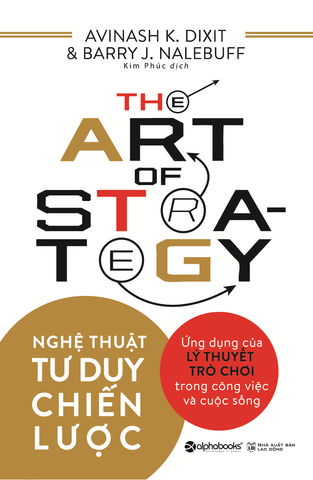 AVINASH K. DIXIT
& BARRY J. NALEBUFF
Kim Phúc dịch
THE
ART
OF
STRA-
TEGY
NGHỆ THUẬT
TƯ DUY
CHIẾN
LƯỢC
Ứng dụng của
LÝ THUYẾT
TRÒ CHƠI
trong công việc
và cuộc sống
alphabooks
NHÀ XUẤT BẢN
LAO ĐỘNG